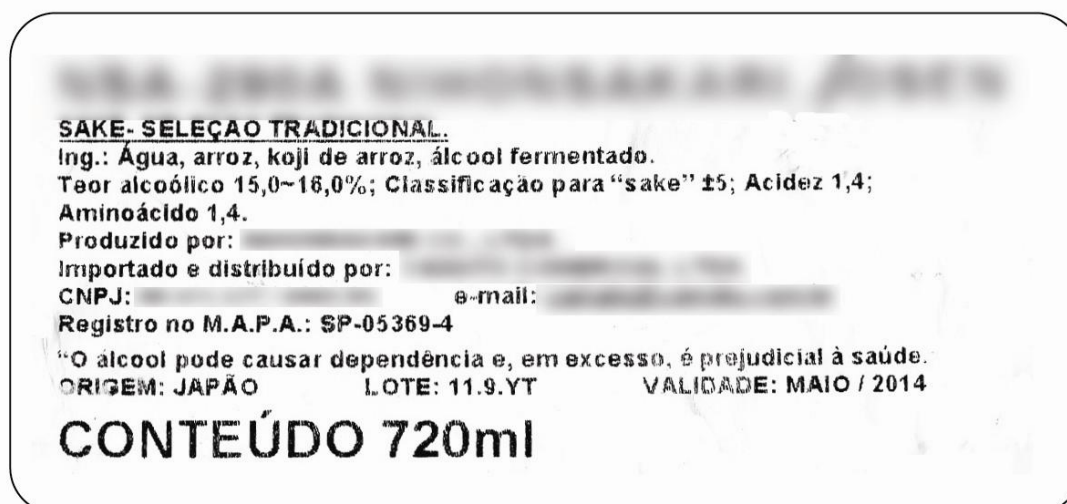 SAKE- SELEÇÃO TRADICIONAL.
Ing.: Água, arroz, koji de arroz, álcool fermentado.
Teor alcoólico 15,0~16,0%; Classificação para “sake” ±5; Acidez 1,4;
Aminoácido 1,4.
Produzido por:
Importado e distribuído por:
CNPJ: e-mail:
Registro no M.A.P.A.: SP-05369-4
“O álcool pode causar dependência e, em excesso, é prejudicial à saúde.
ORIGEM: JAPÃO LOTE: 11.9.YT VALIDADE: MAIO / 2014
CONTEÚDO 720ml